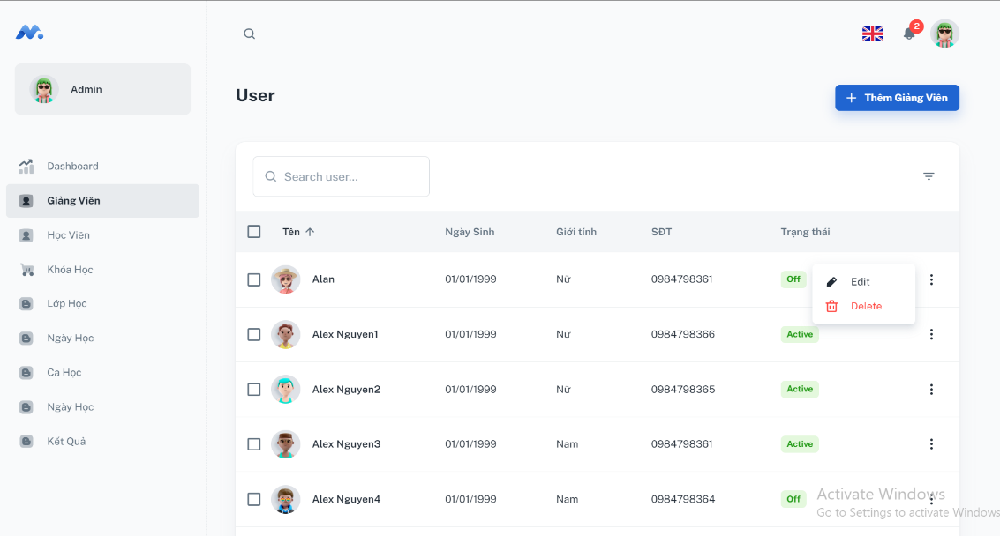 2
Admin
User
Thêm Giảng Viên
Dashboard
Giảng Viên
Học Viên
Khóa Học
Lớp Học
Ngày Học
Ca Học
Ngày Học
Kết Quả
Search user...
Tên Ngày Sinh Giới tính SĐT Trạng thái
Alan 01/01/1999 Nữ 0984798361 Off
Edit
Delete
Alex Nguyen1 01/01/1999 Nữ 0984798366 Active
Alex Nguyen2 01/01/1999 Nữ 0984798365 Active
Alex Nguyen3 01/01/1999 Nam 0984798361 Active
Alex Nguyen4 01/01/1999 Nam 0984798364 Off
Activate Windows
Go to Settings to activate Windows